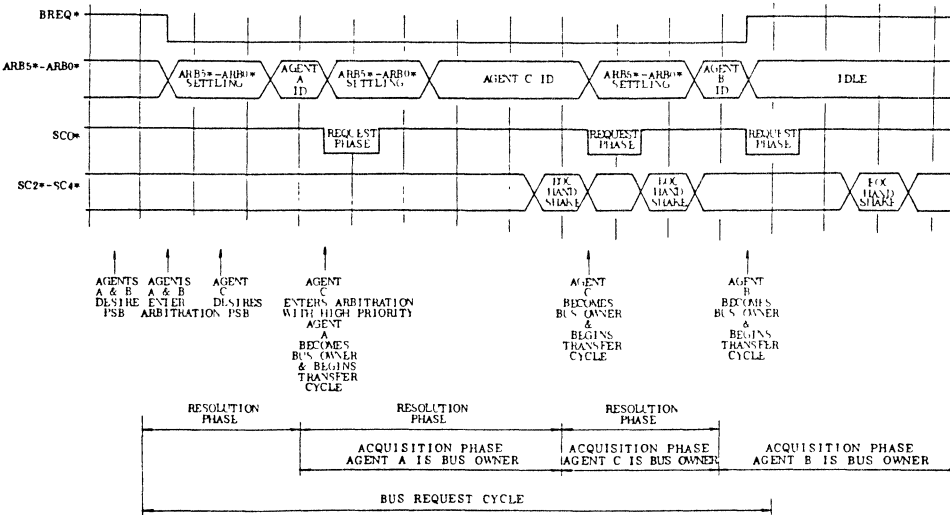 BREQ*
ARB5*-ARB0*
ARB5*-ARB0*
SETTLING
AGENT
A
ID
ARB5*-ARB0*
SETTLING
AGENT C ID
ARB5*-ARB0*
SETTLING
AGENT
B
ID
IDLE
SC0*
REQUEST
PHASE
REQUEST
PHASE
REQUEST
PHASE
SC2*-SC4*
EOC
HAND
SHAKE
EOC
HAND
SHAKE
EOC
HAND
SHAKE
AGENTS
A & B
DESIRE
PSB
AGENTS
A & B
ENTER
ARBITRATION
AGENT
C
DESIRES
PSB
AGENT
C
ENTERS ARBITRATION
WITH HIGH PRIORITY
AGENT
A
BECOMES
BUS OWNER
& BEGINS
TRANSFER
CYCLE
AGENT
C
BECOMES
BUS OWNER
&
BEGINS
TRANSFER
CYCLE
AGENT
B
BECOMES
BUS OWNER
&
BEGINS
TRANSFER
CYCLE
RESOLUTION
PHASE
RESOLUTION
PHASE
RESOLUTION
PHASE
ACQUISITION PHASE
AGENT A IS BUS OWNER
ACQUISITION PHASE
AGENT C IS BUS OWNER
ACQUISITION PHASE
AGENT B IS BUS OWNER
BUS REQUEST CYCLE